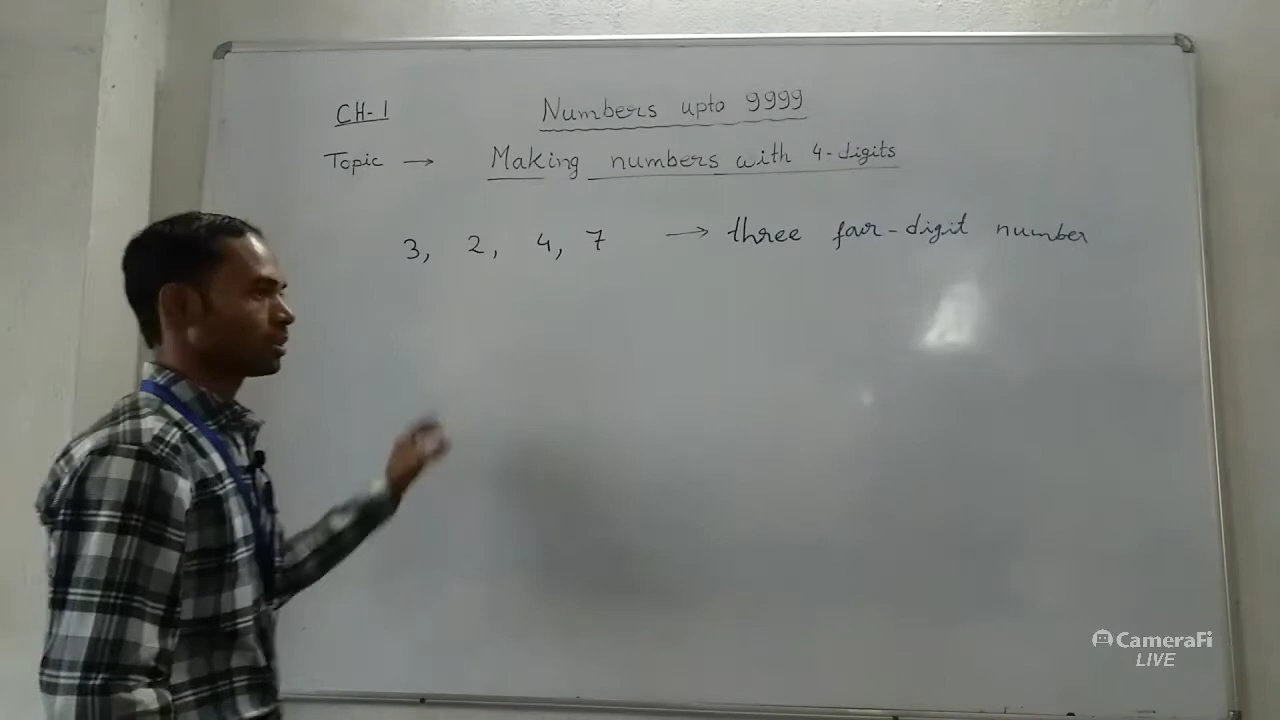 CH-1 Numbers upto 9999
Topic → Making numbers with 4-digits
3, 2, 4, 7 → three four-digit number
CameraFi
LIVE